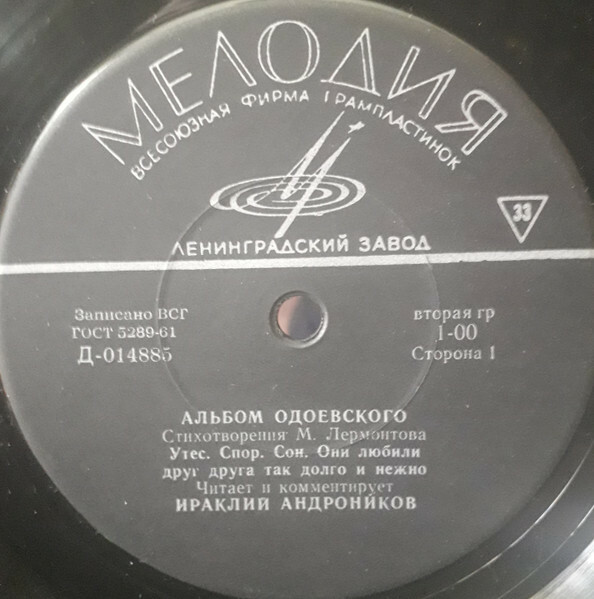 МЕЛОДИЯ
ВСЕСОЮЗНАЯ ФИРМА ГРАМПЛАСТИНОК
33
ЛЕНИНГРАДСКИЙ ЗАВОД
Записано ВСГ
ГОСТ 5289-61
Д-014885
вторая гр
1-00
Сторона 1
АЛЬБОМ ОДОЕВСКОГО
Стихотворения М. Лермонтова
Утес. Спор. Сон. Они любили
друг друга так долго и нежно
Читает и комментирует
ИРАКЛИЙ АНДРОНИКОВ